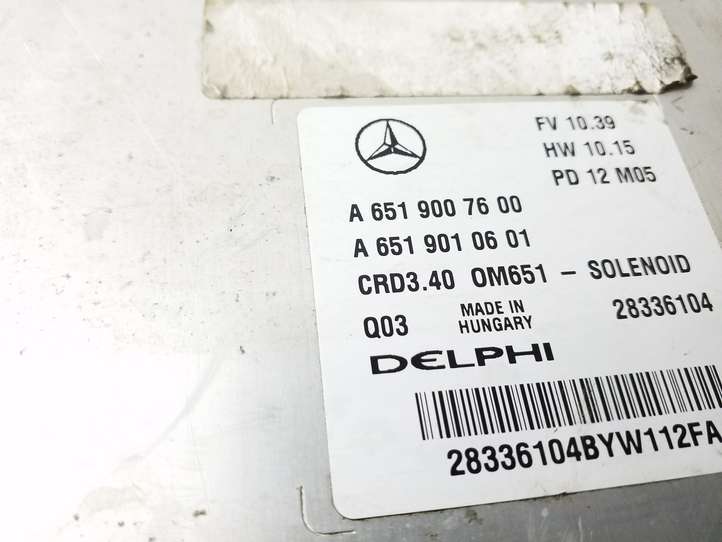 FV 10.39
HW 10.15
PD 12 M05
A 651 900 76 00
A 651 901 06 01
CRD3.40 OM651 - SOLENOID
Q03 MADE IN HUNGARY 28336104
DELPHI
28336104BYW112FA